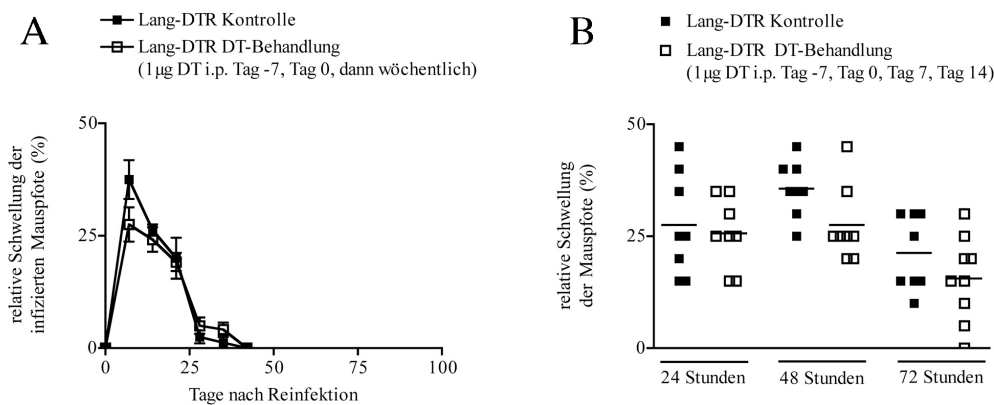 A
Lang-DTR Kontrolle
Lang-DTR DT-Behandlung
(1µg DT i.p. Tag -7, Tag 0, dann wöchentlich)
relative Schwellung der
infizierten Mauspfote (%)
50
25
0
0 25 50 75 100
Tage nach Reinfektion
B
Lang-DTR Kontrolle
Lang-DTR DT-Behandlung
(1µg DT i.p. Tag -7, Tag 0, Tag 7, Tag 14)
relative Schwellung
der Mauspfote (%)
50
25
0
24 Stunden 48 Stunden 72 Stunden